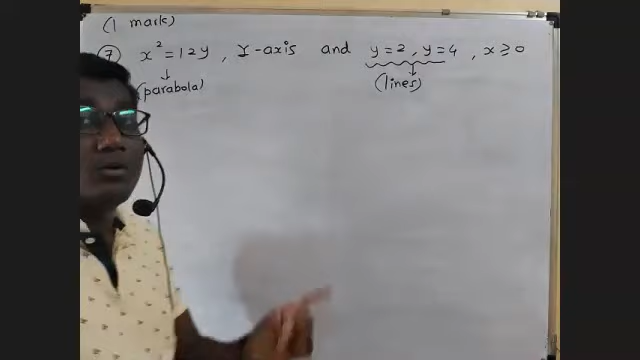 (1 mark)
⑦ x² = 12y, Y-axis and y = 2, y = 4, x ≥ 0
↓ (parabola) ↓ (lines)